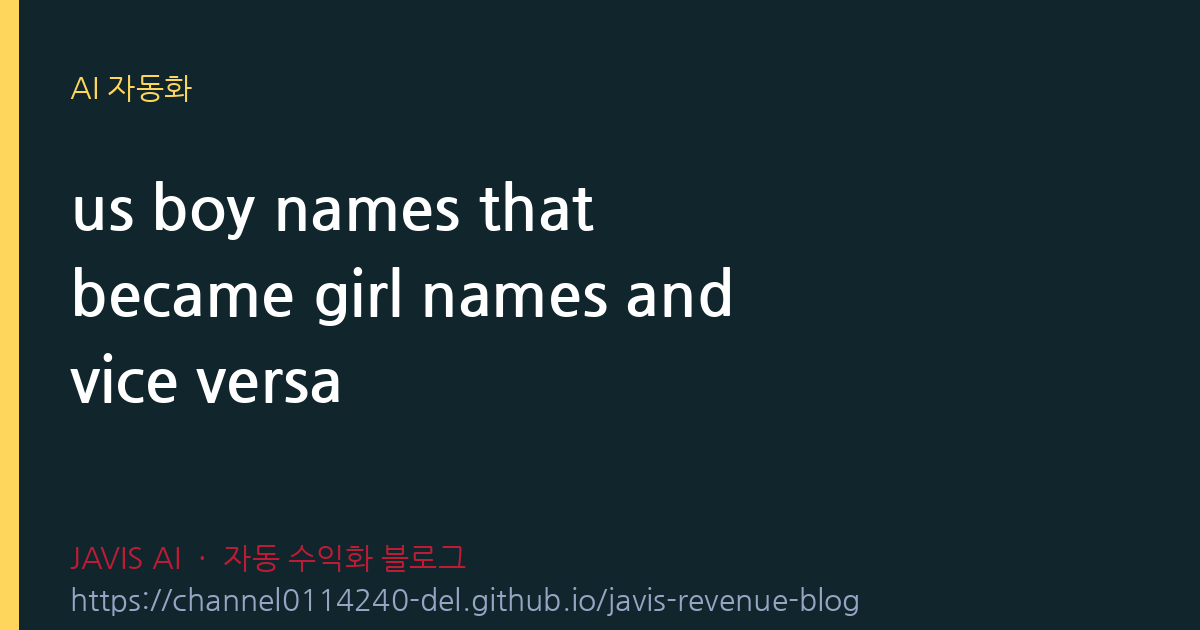 AI 자동화
us boy names that
became girl names and
vice versa
JAVIS AI · 자동 수익화 블로그
https://channel0114240-del.github.io/javis-revenue-blog